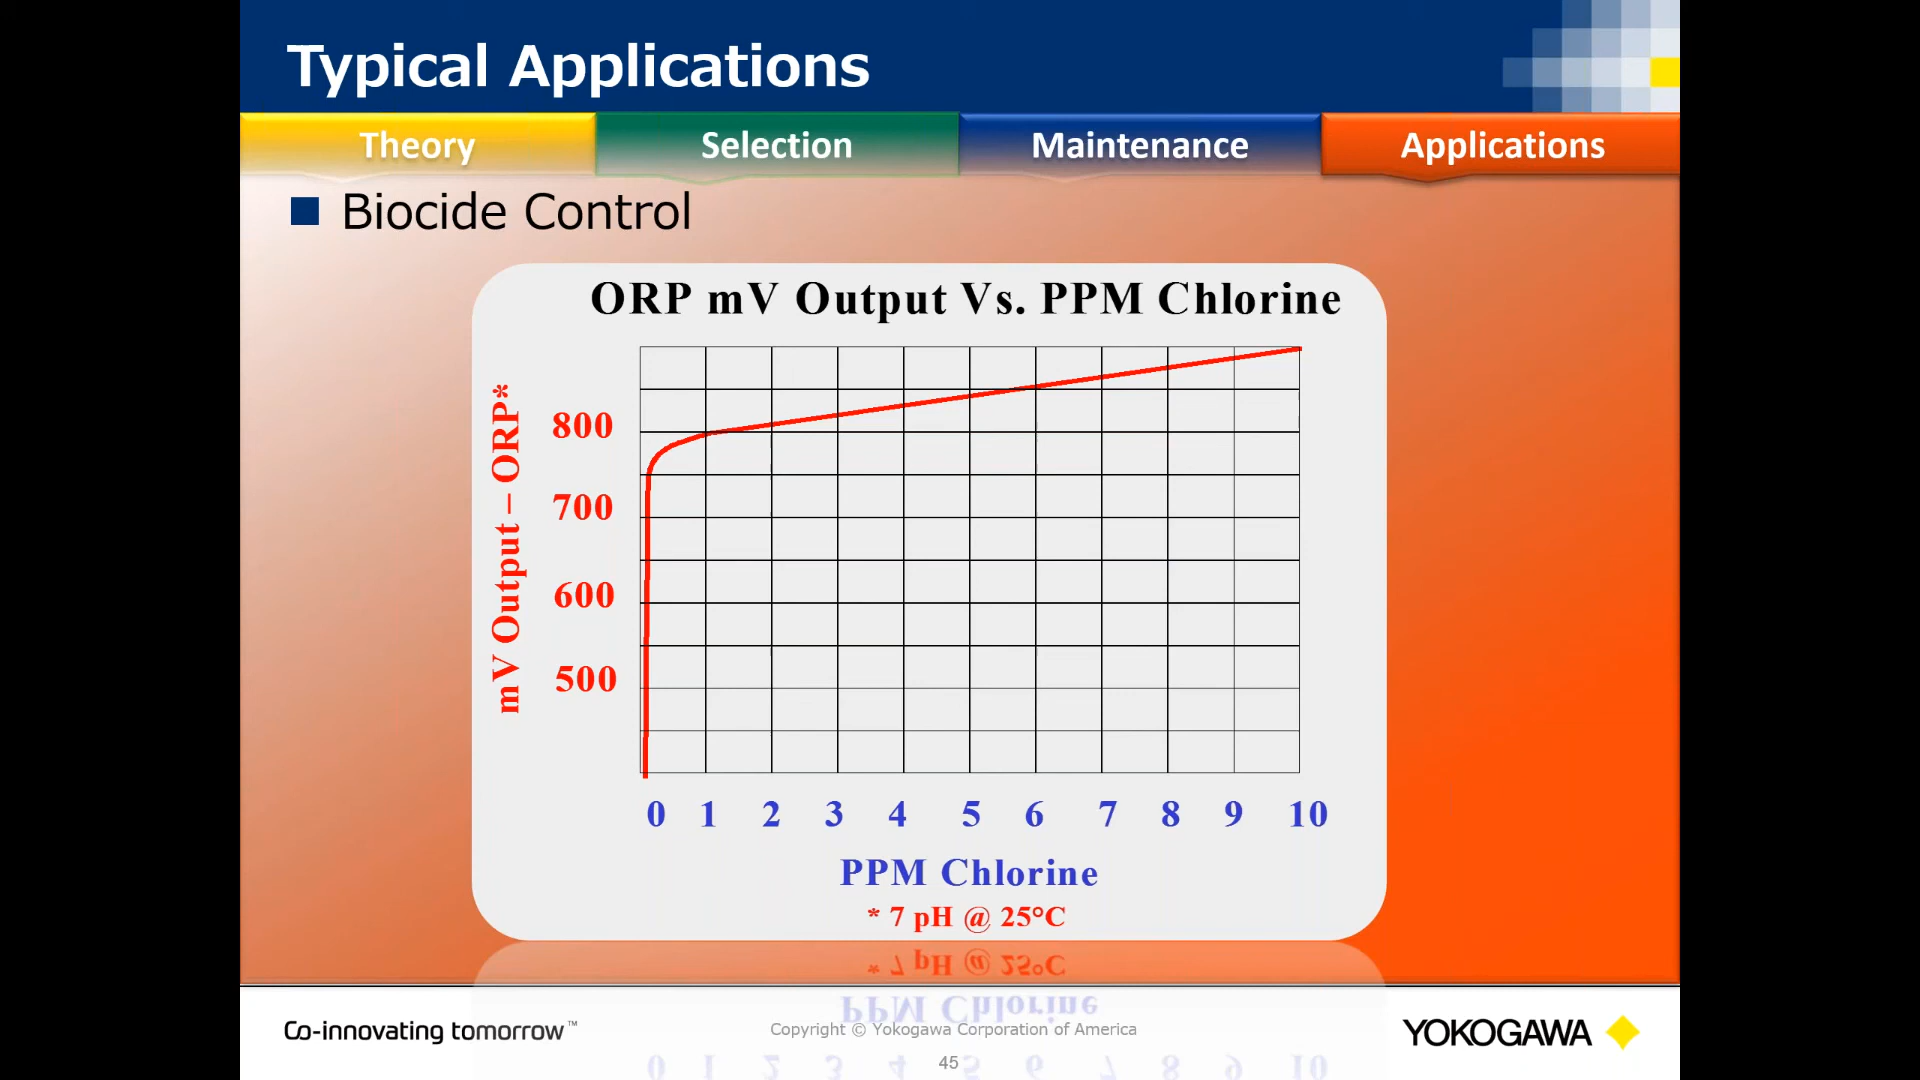 Typical Applications
Theory
Selection
Maintenance
Applications
Biocide Control
ORP mV Output Vs. PPM Chlorine
mV Output – ORP*
800
700
600
500
0 1 2 3 4 5 6 7 8 9 10
PPM Chlorine
* 7 pH @ 25°C
Co-innovating tomorrow™
Copyright © Yokogawa Corporation of America
45
YOKOGAWA